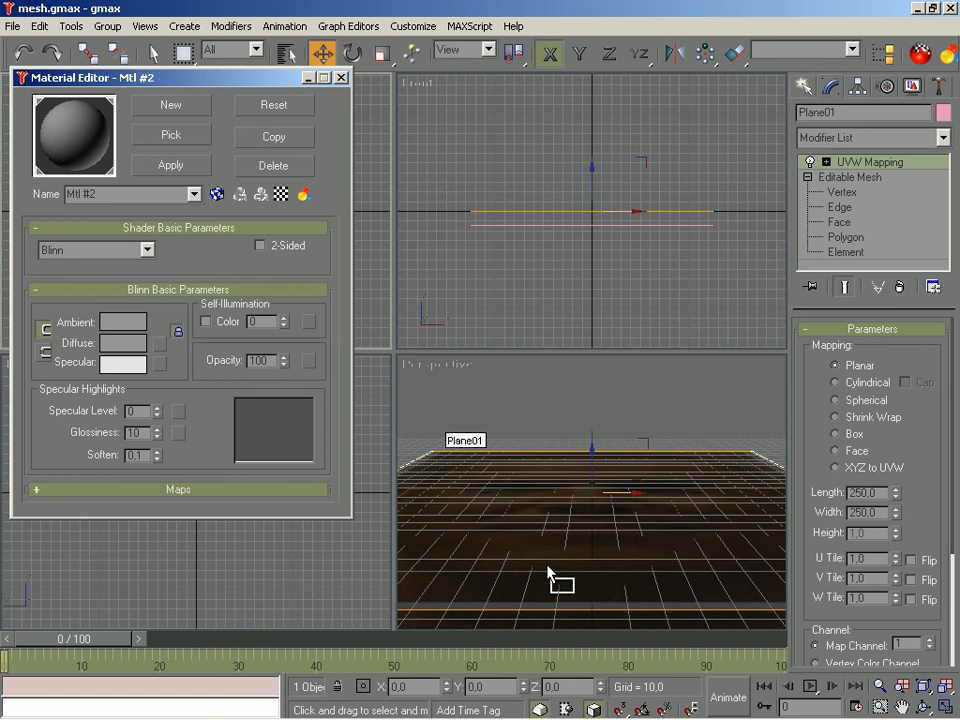 mesh.gmax - gmax
File Edit Tools Group Views Create Modifiers Animation Graph Editors Customize MAXScript Help
All View X Y Z YZ
Material Editor - Mtl #2
New Reset
Pick Copy
Apply Delete
Name Mtl #2
- Shader Basic Parameters
Blinn 2-Sided
- Blinn Basic Parameters
Self-Illumination
Ambient: Color 0
Diffuse:
Specular: Opacity: 100
Specular Highlights
Specular Level: 0
Glossiness: 10
Soften: 0,1
+ Maps
Front
Perspective
Plane01
Plane01
Modifier List
UVW Mapping
Editable Mesh
Vertex
Edge
Face
Polygon
Element
- Parameters
Mapping:
Planar
Cylindrical Cap
Spherical
Shrink Wrap
Box
Face
XYZ to UVW
Length: 250,0
Width: 250,0
Height: 1,0
U Tile: 1,0 Flip
V Tile: 1,0 Flip
W Tile: 1,0 Flip
Channel:
Map Channel: 1
Vertex Color Channel
< 0 / 100 >
10 20 30 40 50 60 70 80 90 10
1 Objec X: 0,0 Y: 0,0 Z: 0,0 Grid = 10,0
Click and drag to select and m Add Time Tag
Animate
0